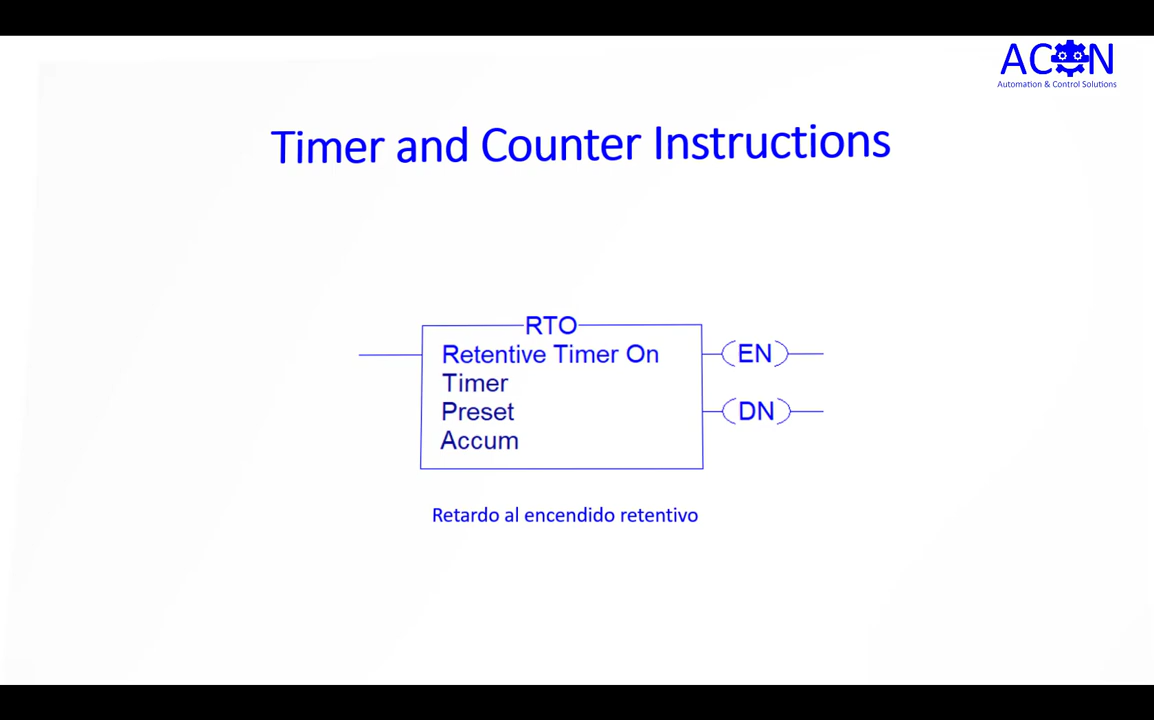 ACON
Automation & Control Solutions
Timer and Counter Instructions
RTO
Retentive Timer On
Timer
Preset
Accum
EN
DN
Retardo al encendido retentivo